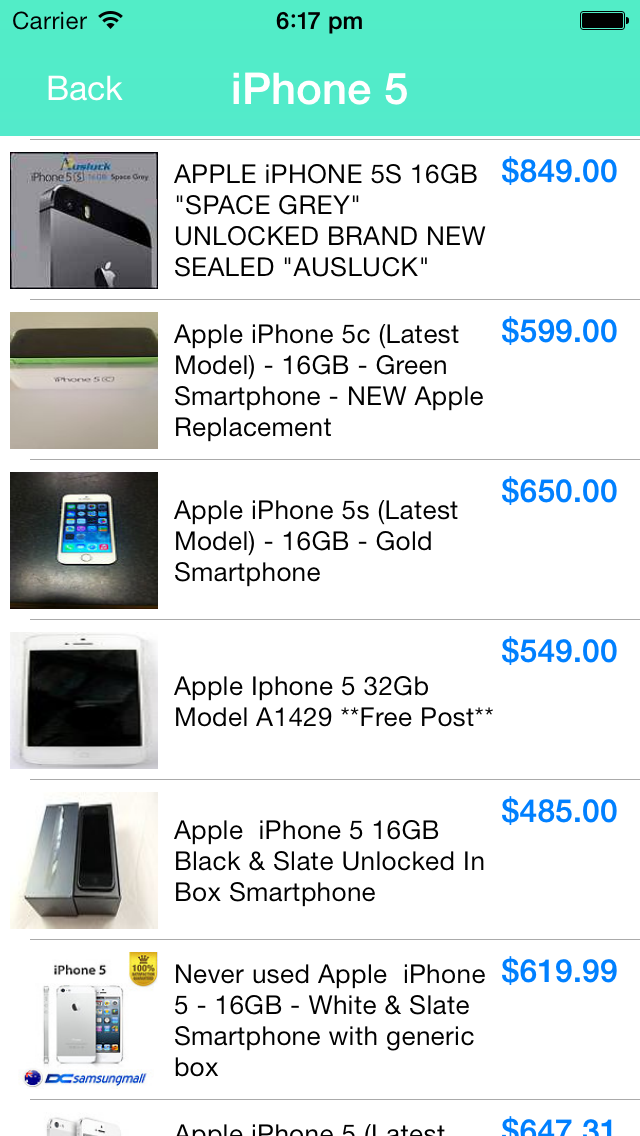 Carrier 6:17 pm
Back iPhone 5
Ausluck
iPhone 5S 16GB Space Grey
APPLE iPHONE 5S 16GB
"SPACE GREY"
UNLOCKED BRAND NEW
SEALED "AUSLUCK"
$849.00
iPhone 5C
Apple iPhone 5c (Latest
Model) - 16GB - Green
Smartphone - NEW Apple
Replacement
$599.00
Apple iPhone 5s (Latest
Model) - 16GB - Gold
Smartphone
$650.00
Apple Iphone 5 32Gb
Model A1429 **Free Post**
$549.00
Apple  iPhone 5 16GB
Black & Slate Unlocked In
Box Smartphone
$485.00
iPhone 5
100%
DCsamsungmall
Never used Apple  iPhone
5 - 16GB - White & Slate
Smartphone with generic
box
$619.99
Apple iPhone 5 (Latest
$647.31